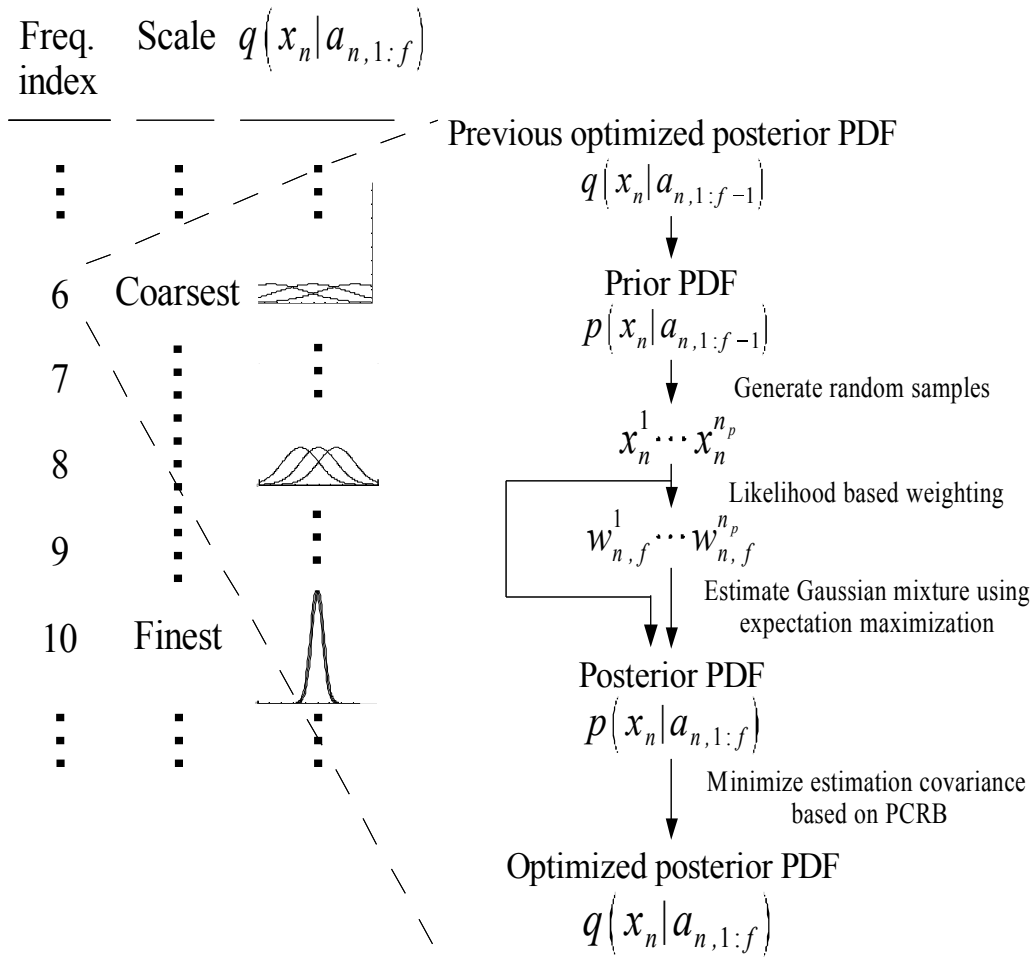 Freq. index
Scale
q(x_n|a_{n,1:f})
6
Coarsest
7
8
9
10
Finest
Previous optimized posterior PDF
q(x_n|a_{n,1:f−1})
Prior PDF
p(x_n|a_{n,1:f−1})
Generate random samples
x_n^1 ⋯ x_n^{n_p}
Likelihood based weighting
w_{n,f}^1 ⋯ w_{n,f}^{n_p}
Estimate Gaussian mixture using
expectation maximization
Posterior PDF
p(x_n|a_{n,1:f})
Minimize estimation covariance
based on PCRB
Optimized posterior PDF
q(x_n|a_{n,1:f})